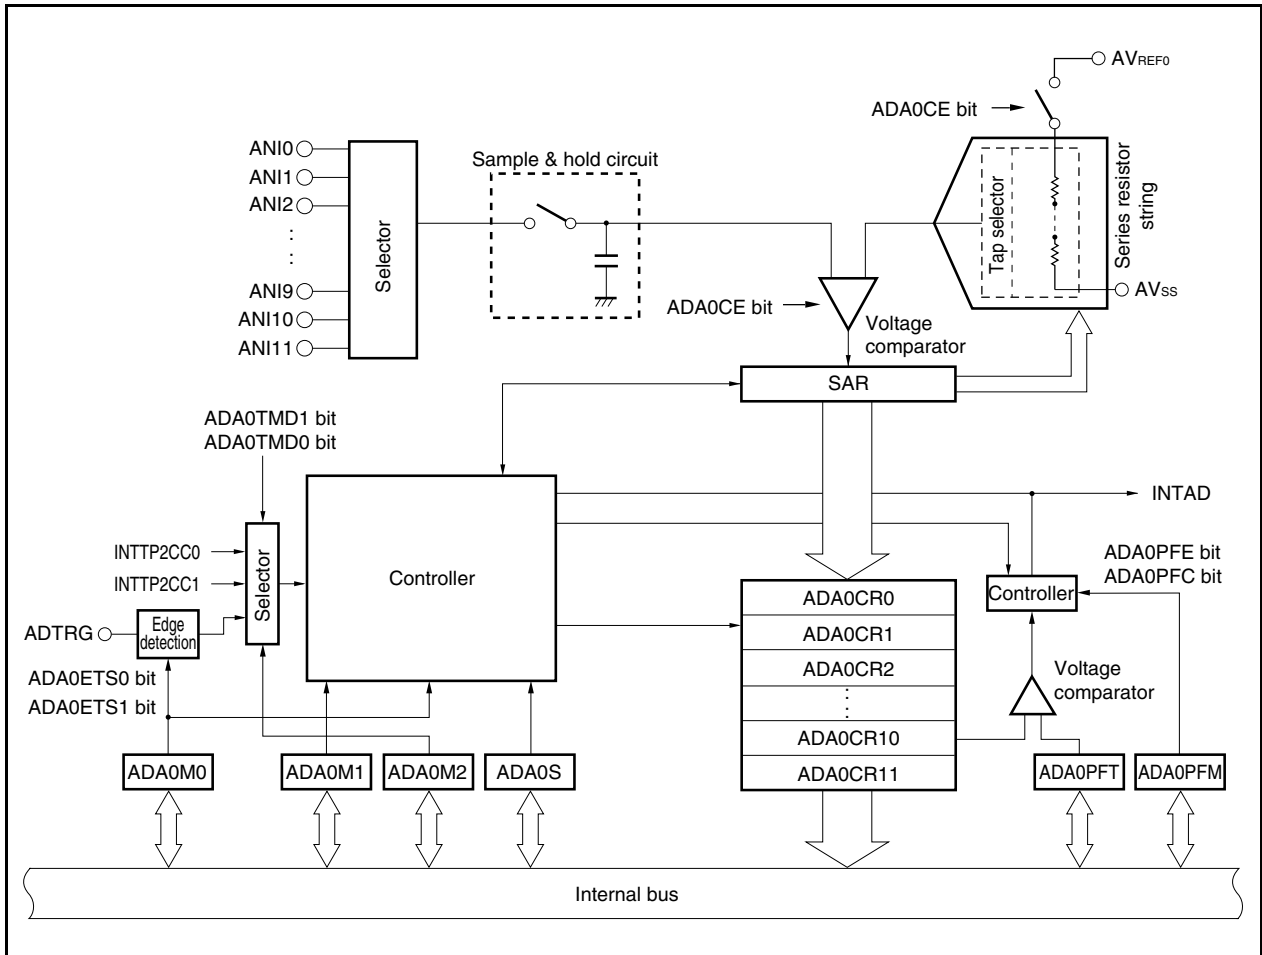 AVREF0
ADA0CE bit
ANI0
ANI1
ANI2
ANI9
ANI10
ANI11
Selector
Sample & hold circuit
Tap selector
Series resistor
string
AVSS
ADA0CE bit
Voltage
comparator
SAR
ADA0TMD1 bit
ADA0TMD0 bit
INTTP2CC0
INTTP2CC1
ADTRG
Edge
detection
Selector
Controller
ADA0ETS0 bit
ADA0ETS1 bit
INTAD
ADA0PFE bit
ADA0PFC bit
Controller
Voltage
comparator
ADA0CR0
ADA0CR1
ADA0CR2
ADA0CR10
ADA0CR11
ADA0M0
ADA0M1
ADA0M2
ADA0S
ADA0PFT
ADA0PFM
Internal bus